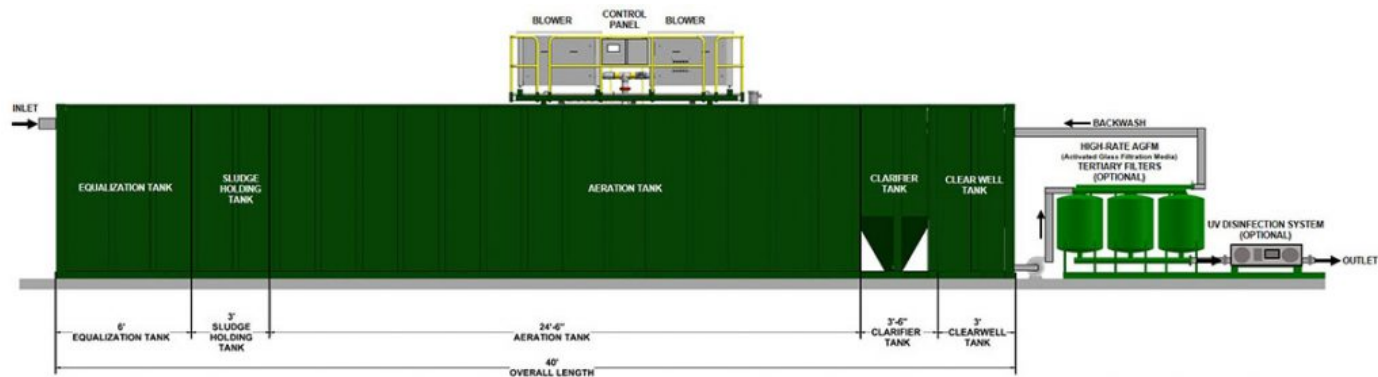 BLOWER
CONTROL
PANEL
BLOWER
INLET
BACKWASH
HIGH-RATE AGFM
(Activated Glass Filtration Media)
TERTIARY FILTERS
(OPTIONAL)
EQUALIZATION TANK
SLUDGE
HOLDING
TANK
AERATION TANK
CLARIFIER
TANK
CLEAR WELL
TANK
UV DISINFECTION SYSTEM
(OPTIONAL)
OUTLET
6'
EQUALIZATION TANK
3'
SLUDGE
HOLDING
TANK
24'-6"
AERATION TANK
3'-6"
CLARIFIER
TANK
3'
CLEARWELL
TANK
40'
OVERALL LENGTH